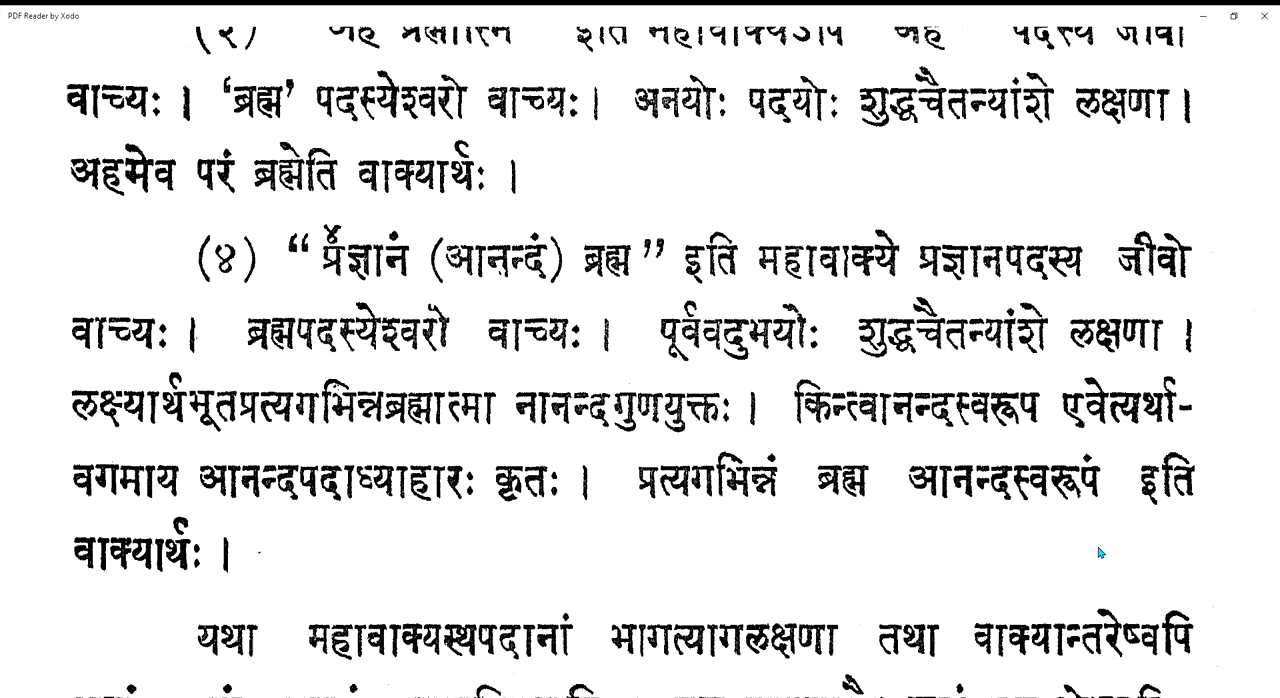 PDF Reader by Xodo
वाच्यः। ‘ब्रह्म’ पदस्येश्वरो वाच्यः। अनयोः पदयोः शुद्धचैतन्यांशे लक्षणा।
अहमेव परं ब्रह्मेति वाक्यार्थः।
(४) “प्रँज्ञानं (आनन्दं) ब्रह्म” इति महावाक्ये प्रज्ञानपदस्य जीवो
वाच्यः। ब्रह्मपदस्येश्वरो वाच्यः। पूर्ववदुभयोः शुद्धचैतन्यांशे लक्षणा।
लक्ष्यार्थभूतप्रत्यगभिन्नब्रह्मात्मा नानन्दगुणयुक्तः। किन्त्वानन्दस्वरूप एवेत्यर्था-
वगमाय आनन्दपदाध्याहारः कृतः। प्रत्यगभिन्नं ब्रह्म आनन्दस्वरूपं इति
वाक्यार्थः।
यथा महावाक्यस्थपदानां भागत्यागलक्षणा तथा वाक्यान्तरेष्वपि